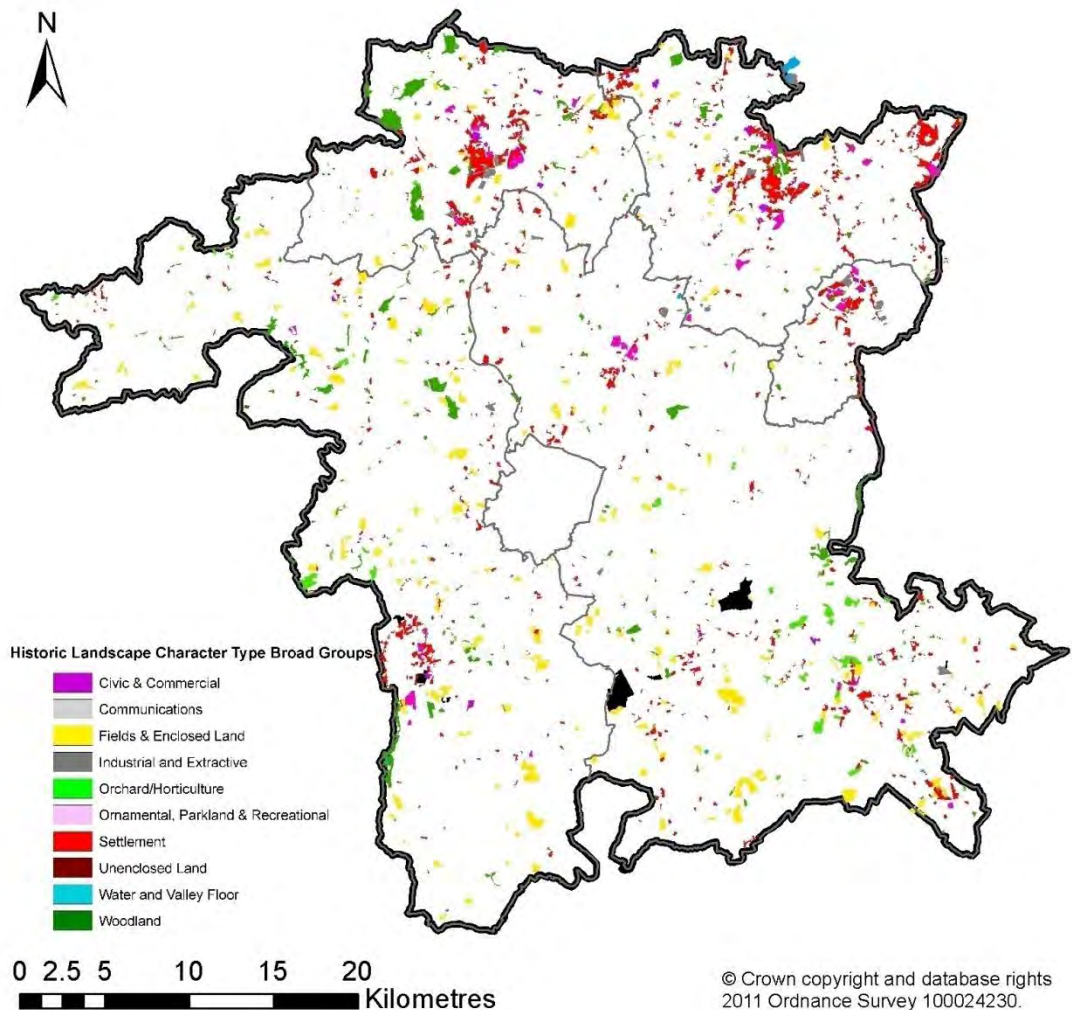 N
Historic Landscape Character Type Broad Groups
Civic & Commercial
Communications
Fields & Enclosed Land
Industrial and Extractive
Orchard/Horticulture
Ornamental, Parkland & Recreational
Settlement
Unenclosed Land
Water and Valley Floor
Woodland
0 2.5 5 10 15 20
Kilometres
© Crown copyright and database rights
2011 Ordnance Survey 100024230.